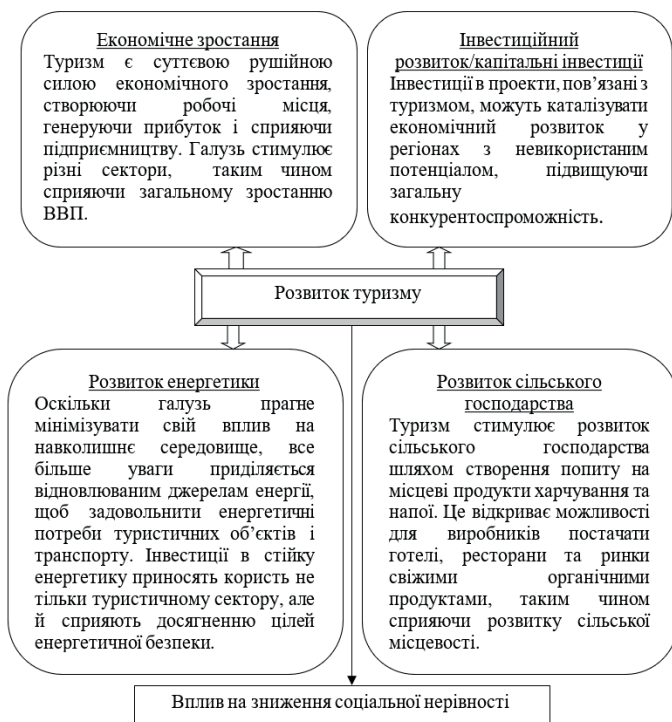 Економічне зростання
Туризм є суттєвою рушійною
силою економічного зростання,
створюючи робочі місця,
генеруючи прибуток і сприяючи
підприємництву. Галузь стимулює
різні сектори, таким чином
сприяючи загальному зростанню
ВВП.
Інвестиційний
розвиток/капітальні інвестиції
Інвестиції в проекти, пов’язані з
туризмом, можуть каталізувати
економічний розвиток у
регіонах з невикористаним
потенціалом, підвищуючи
загальну
конкурентоспроможність.
Розвиток туризму
Розвиток енергетики
Оскільки галузь прагне
мінімізувати свій вплив на
навколишнє середовище, все
більше уваги приділяється
відновлюваним джерелам енергії,
щоб задовольнити енергетичні
потреби туристичних об’єктів і
транспорту. Інвестиції в стійку
енергетику приносять користь не
тільки туристичному сектору, але
й сприяють досягненню цілей
енергетичної безпеки.
Розвиток сільського
господарства
Туризм стимулює розвиток
сільського господарства
шляхом створення попиту на
місцеві продукти харчування та
напої. Це відкриває можливості
для виробників постачати
готелі, ресторани та ринки
свіжими органічними
продуктами, таким чином
сприяючи розвитку сільської
місцевості.
Вплив на зниження соціальної нерівності